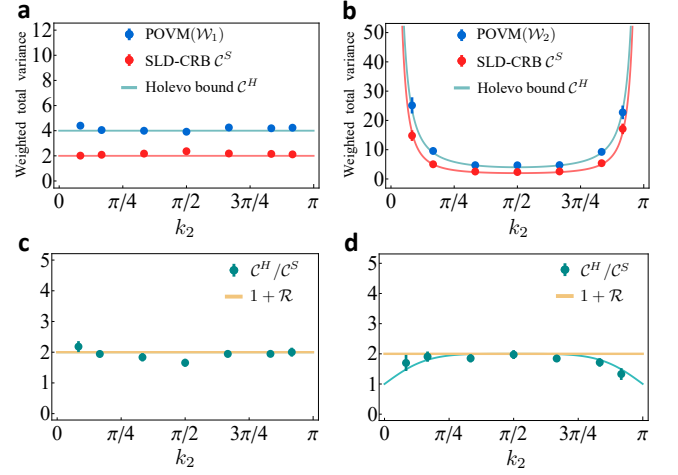 a
12
10
8
6
4
2
0
Weighted total variance
POVM(𝒲₁)
SLD-CRB 𝒞ˢ
Holevo bound 𝒞ᴴ
0 π/4 π/2 3π/4 π
k₂
b
50
40
30
20
10
0
Weighted total variance
POVM(𝒲₂)
SLD-CRB 𝒞ˢ
Holevo bound 𝒞ᴴ
0 π/4 π/2 3π/4 π
k₂
c
5
4
3
2
1
0
𝒞ᴴ/𝒞ˢ
1 + ℛ
0 π/4 π/2 3π/4 π
k₂
d
5
4
3
2
1
0
𝒞ᴴ/𝒞ˢ
1 + ℛ
0 π/4 π/2 3π/4 π
k₂